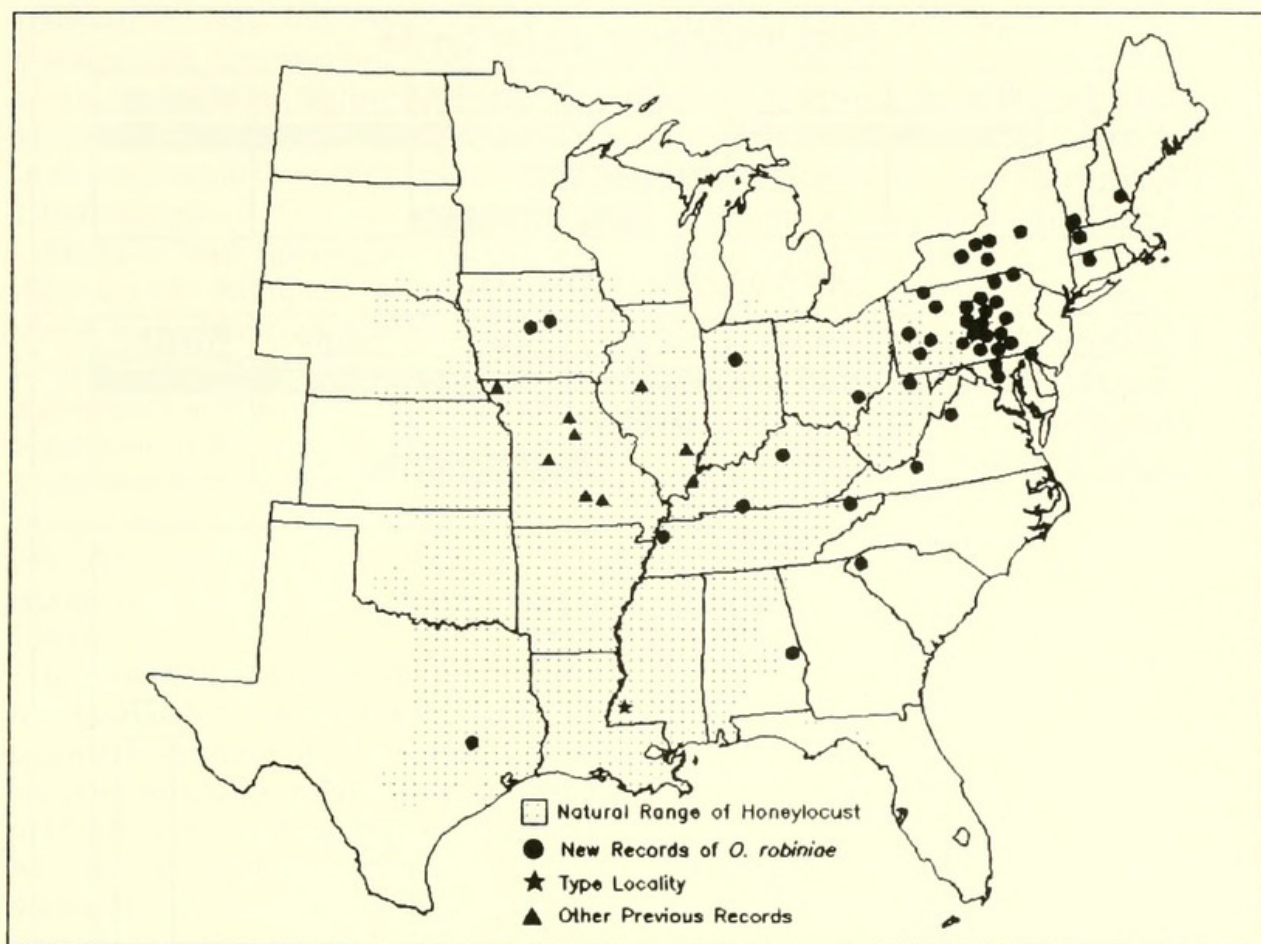 Natural Range of Honeylocust
New Records of O. robiniae
Type Locality
Other Previous Records